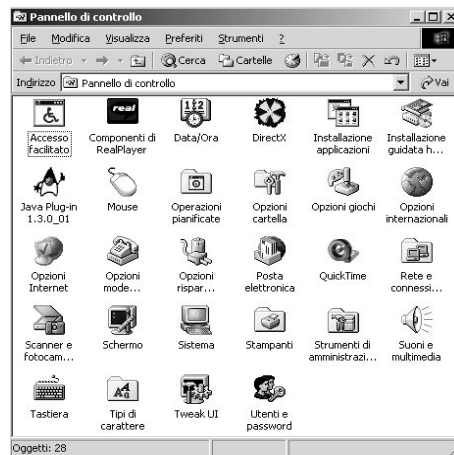 Pannello di controllo
File Modifica Visualizza Preferiti Strumenti ?
Indietro Cerca Cartelle
Indirizzo Pannello di controllo Vai
real
Accesso facilitato
Componenti di RealPlayer
Data/Ora
DirectX
Installazione applicazioni
Installazione guidata h...
Java Plug-in 1.3.0_01
Mouse
Operazioni pianificate
Opzioni cartella
Opzioni giochi
Opzioni internazionali
Opzioni Internet
Opzioni mode...
Opzioni rispar...
Posta elettronica
QuickTime
Rete e connessi...
Scanner e fotocam...
Schermo
Sistema
Stampanti
Strumenti di amministrazi...
Suoni e multimedia
Tastiera
Tipi di carattere
Tweak UI
Utenti e password
Oggetti: 28